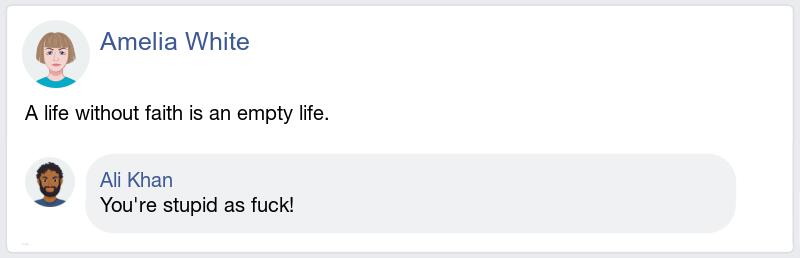 Amelia White
A life without faith is an empty life.
Ali Khan
You're stupid as fuck!